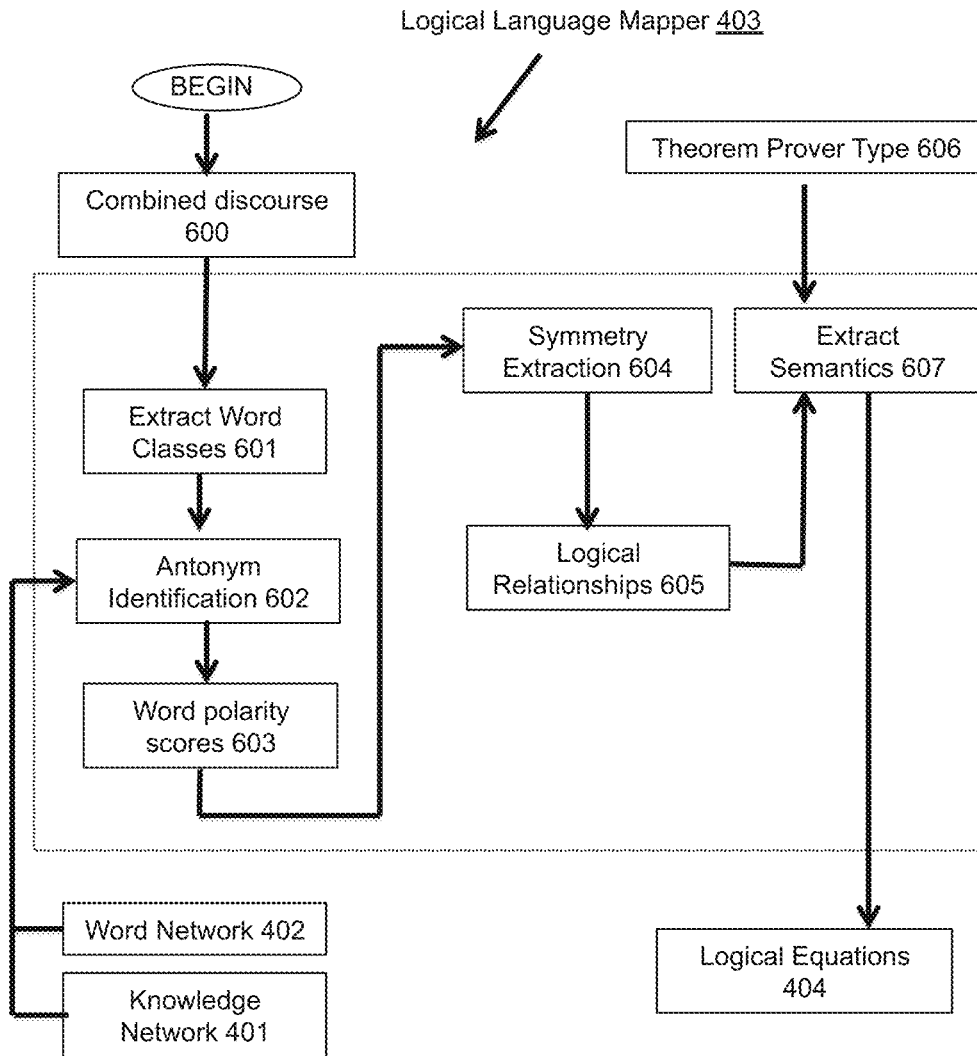 Logical Language Mapper 403
BEGIN
Theorem Prover Type 606
Combined discourse
600
Symmetry
Extraction 604
Extract
Semantics 607
Extract Word
Classes 601
Antonym
Identification 602
Logical
Relationships 605
Word polarity
scores 603
Word Network 402
Logical Equations
404
Knowledge
Network 401